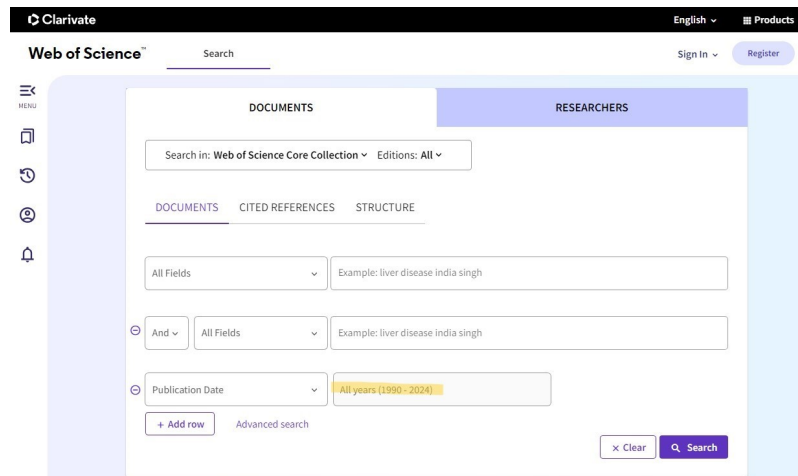 Clarivate English Products
Web of Science™ Search Sign In Register
MENU
DOCUMENTS RESEARCHERS
Search in: Web of Science Core Collection Editions: All
DOCUMENTS CITED REFERENCES STRUCTURE
All Fields Example: liver disease india singh
And All Fields Example: liver disease india singh
Publication Date All years (1990 - 2024)
+ Add row Advanced search
× Clear Search